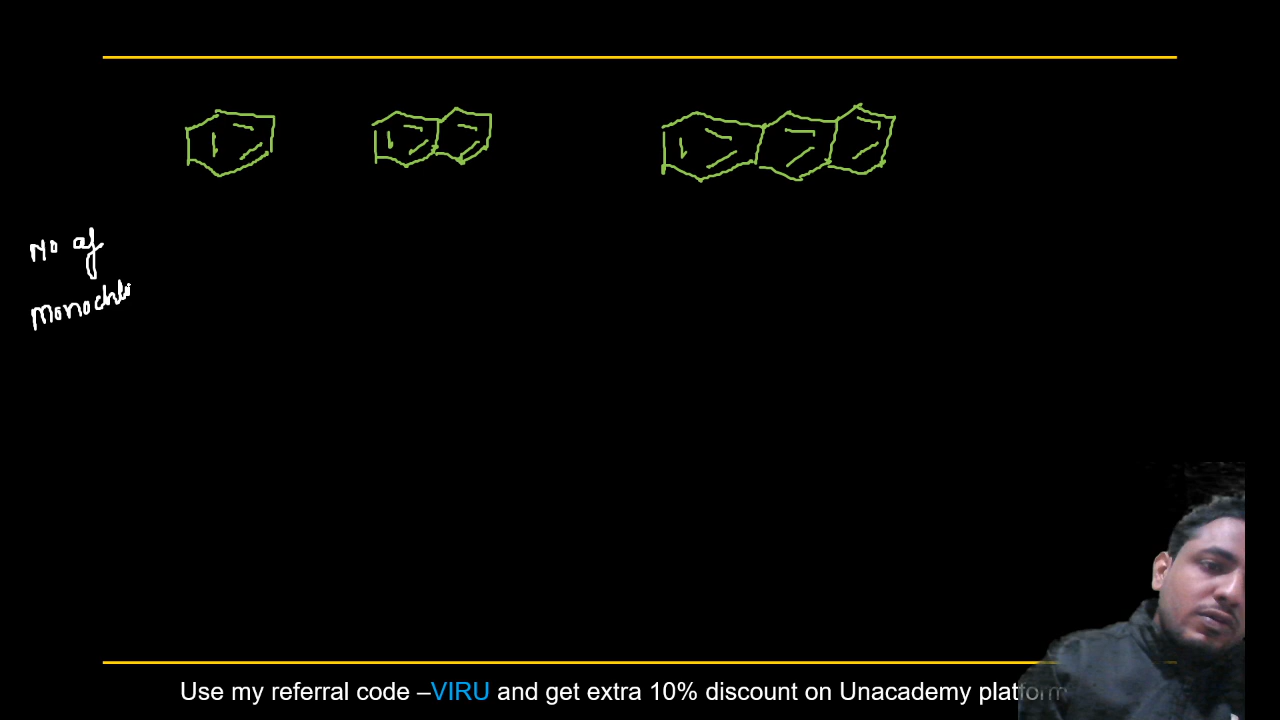 No of
Monochlo
Use my referral code –VIRU and get extra 10% discount on Unacademy platform